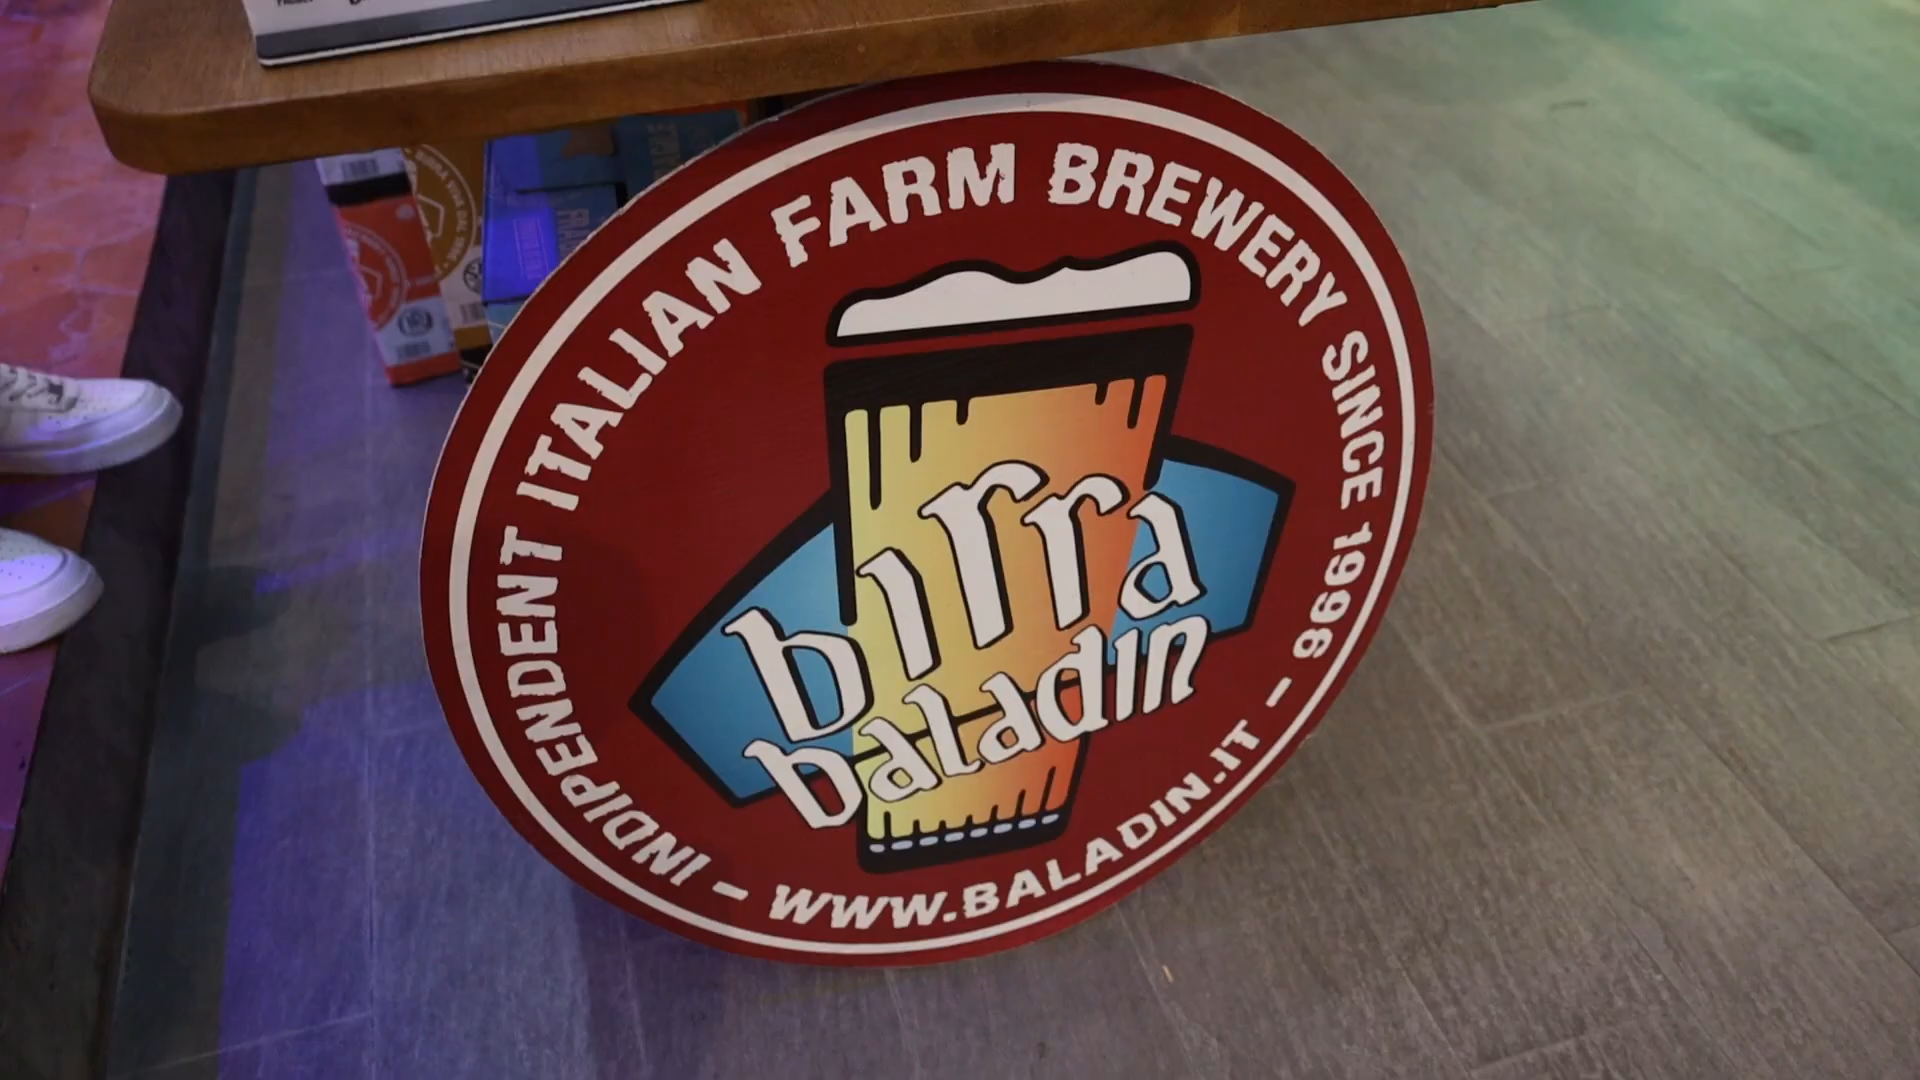 INDIPENDENT ITALIAN FARM BREWERY SINCE 1996 -
WWW.BALADIN.IT -
birra
baladin